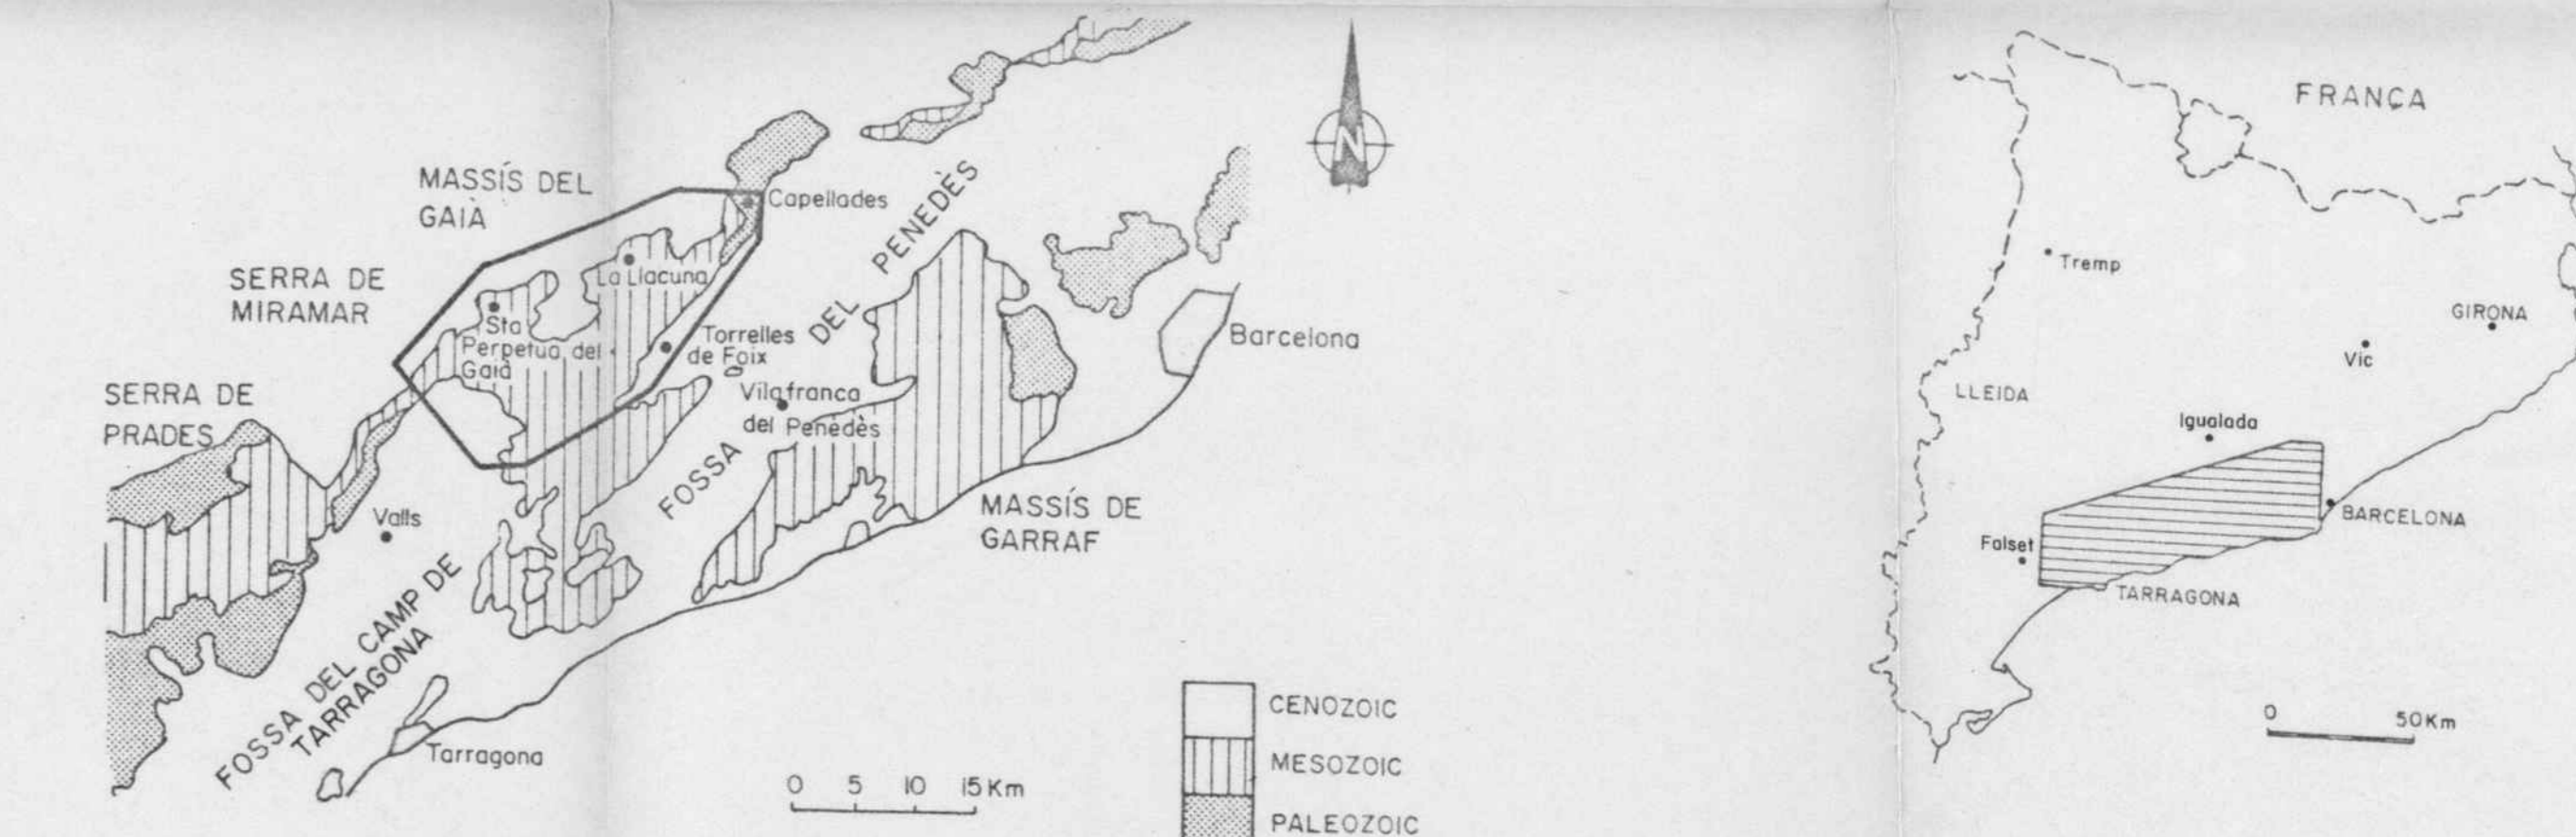 MASSÍS DEL
GAIÀ
Capellades
SERRA DE
MIRAMAR
La Llacuna
Sta
Perpetua del
Gaià
Torrelles
de Foix
SERRA DE
PRADES
Vilafranca
del Penedès
Barcelona
FOSSA DEL PENEDÈS
Valls
MASSÍS DE
GARRAF
FOSSA DEL CAMP DE
TARRAGONA
Tarragona
0 5 10 15 Km
N
CENOZOIC
MESOZOIC
PALEOZOIC
FRANÇA
Tremp
GIRONA
Vic
LLEIDA
Igualada
BARCELONA
Falset
TARRAGONA
0 50 Km